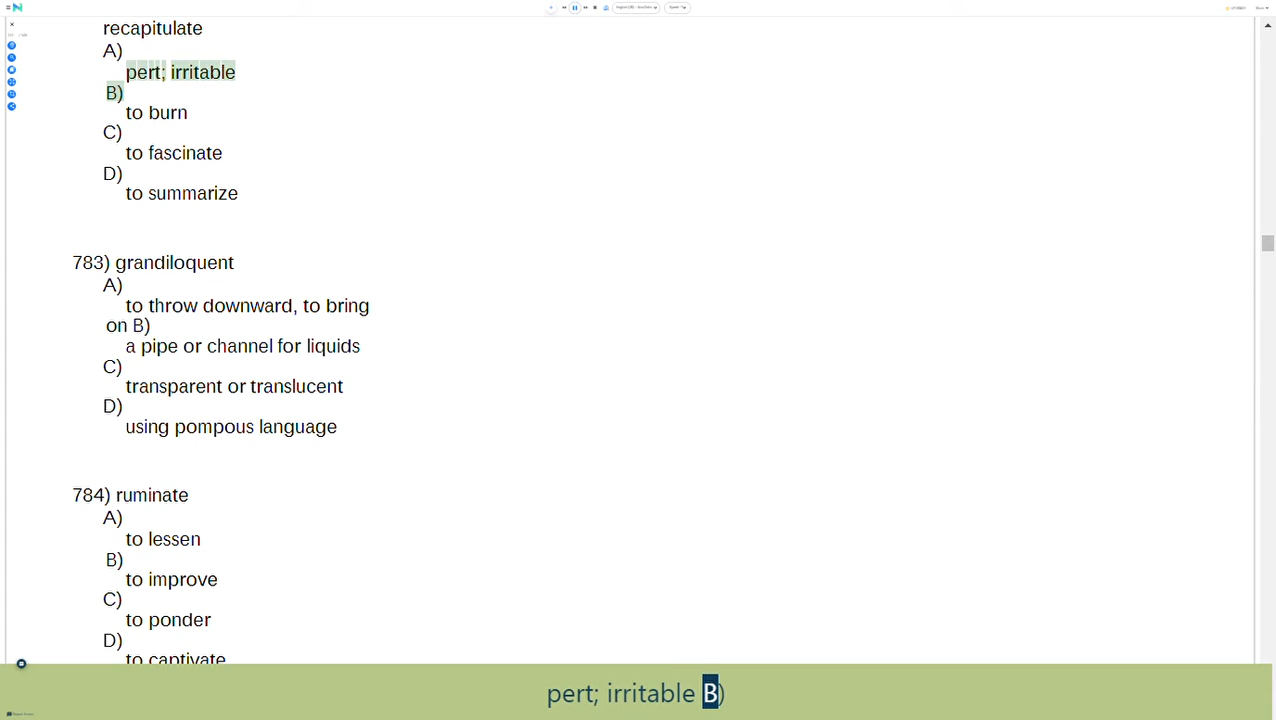 recapitulate
A)
pert; irritable
B)
to burn
C)
to fascinate
D)
to summarize
783) grandiloquent
A)
to throw downward, to bring
on B)
a pipe or channel for liquids
C)
transparent or translucent
D)
using pompous language
784) ruminate
A)
to lessen
B)
to improve
C)
to ponder
D)
to captivate
pert; irritable B)